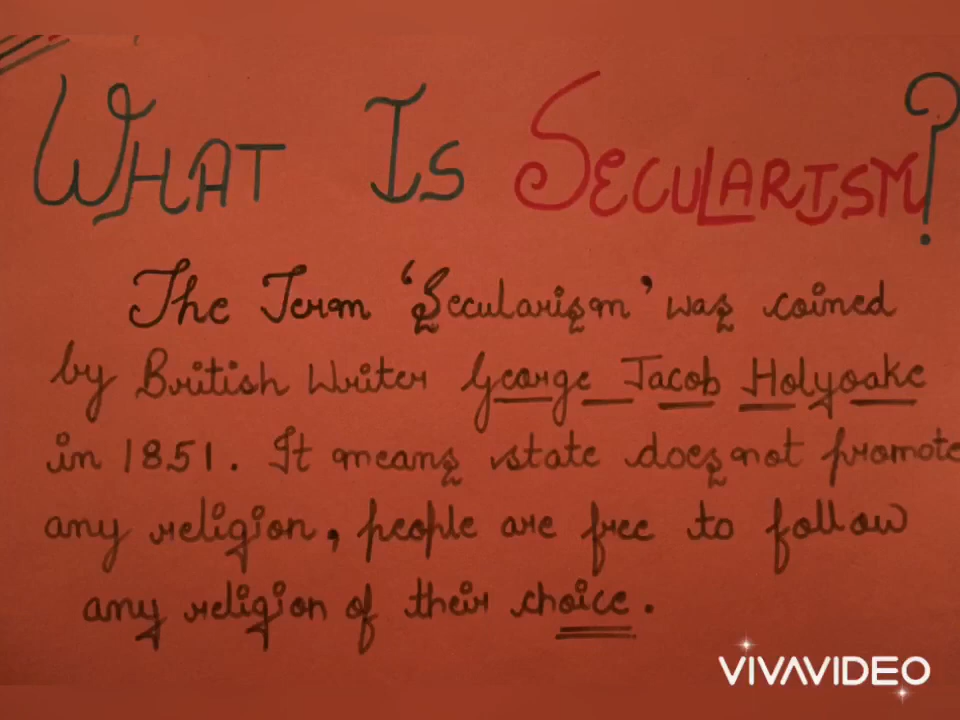 WHAT IS SECULARISM?
The Term 'Secularism' was coined
by British Writer George Jacob Holyoake
in 1851. It means state does not promote
any religion, people are free to follow
any religion of their choice.
VIVAVIDEO